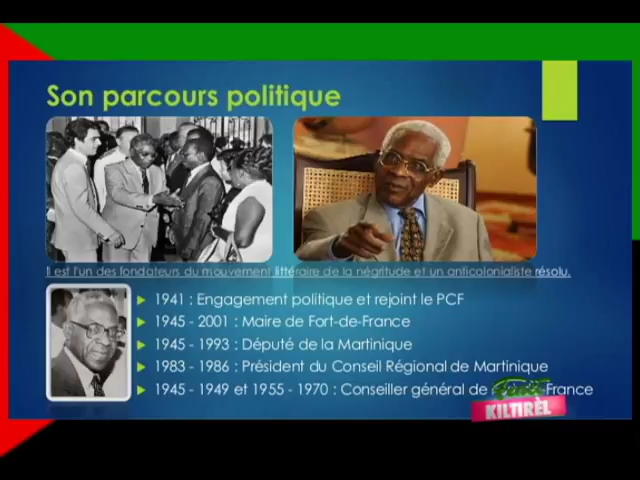 Son parcours politique
Il est l'un des fondateurs du mouvement littéraire de la négritude et un anticolonialiste résolu.
1941 : Engagement politique et rejoint le PCF
1945 - 2001 : Maire de Fort-de-France
1945 - 1993 : Député de la Martinique
1983 - 1986 : Président du Conseil Régional de Martinique
1945 - 1949 et 1955 - 1970 : Conseiller général de France
KILTIRÈL